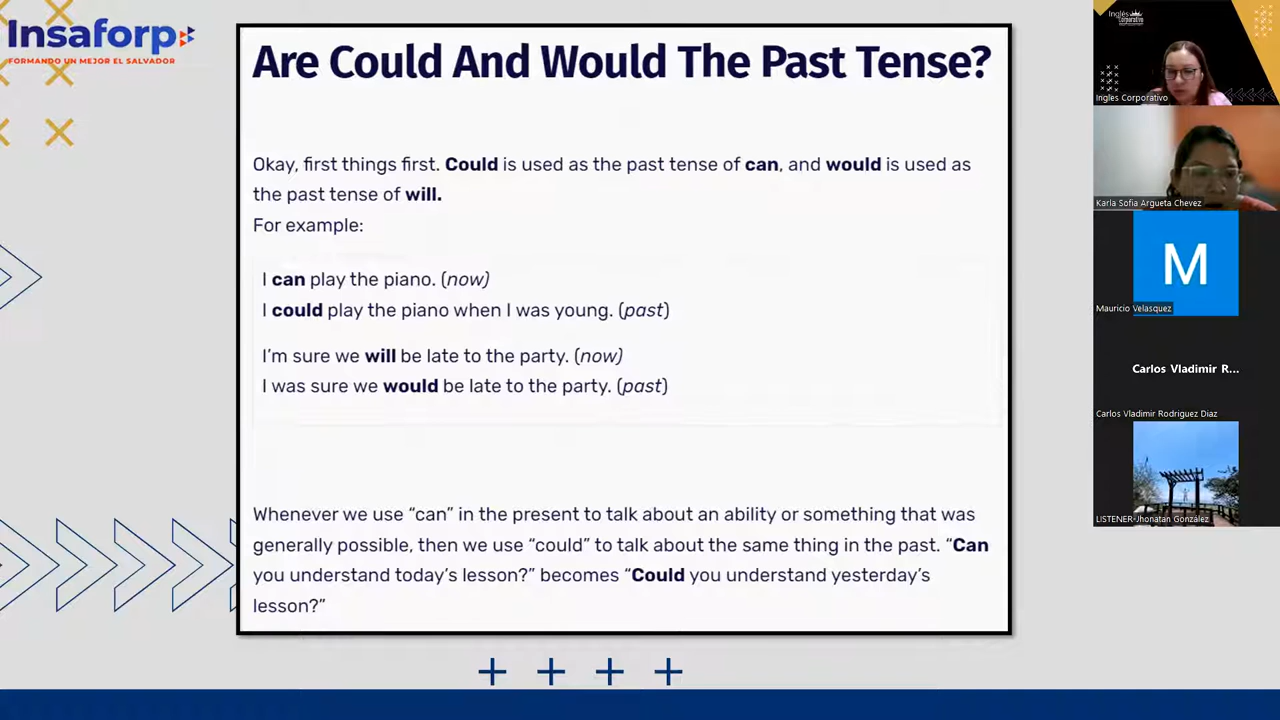 Insaforp
FORMANDO UN MEJOR EL SALVADOR
Are Could And Would The Past Tense?
Okay, first things first. Could is used as the past tense of can, and would is used as
the past tense of will.
For example:
I can play the piano. (now)
I could play the piano when I was young. (past)
I'm sure we will be late to the party. (now)
I was sure we would be late to the party. (past)
Whenever we use “can” in the present to talk about an ability or something that was
generally possible, then we use “could” to talk about the same thing in the past. “Can
you understand today's lesson?” becomes “Could you understand yesterday's
lesson?”
Inglés
Corporativo
Ingles Corporativo
Karla Sofia Argueta Chevez
M
Mauricio Velasquez
Carlos Vladimir R...
Carlos Vladimir Rodriguez Diaz
LISTENER-Jhonatan González